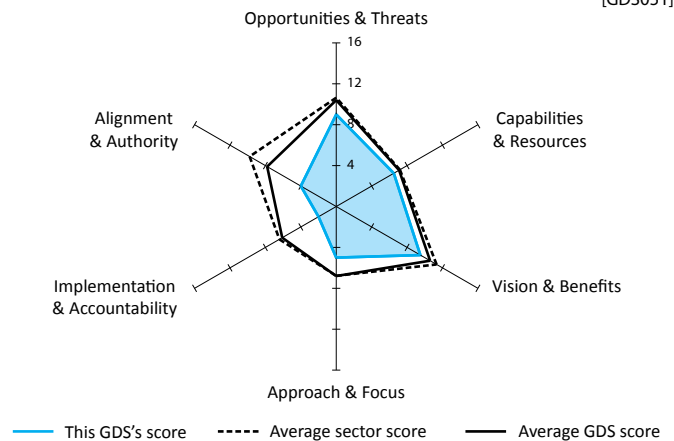 Opportunities & Threats
16
12
8
4
Alignment
& Authority
Capabilities
& Resources
Implementation
& Accountability
Vision & Benefits
Approach & Focus
This GDS's score
Average sector score
Average GDS score